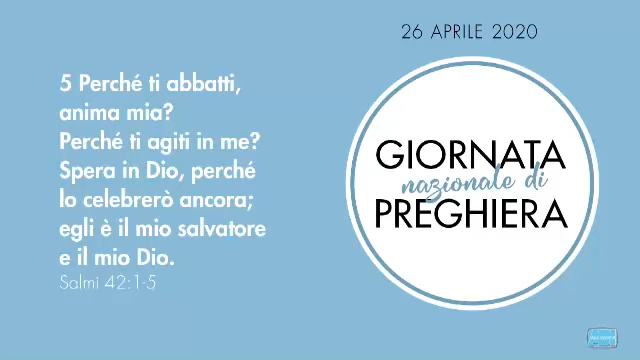 26 APRILE 2020
5 Perché ti abbatti,
anima mia?
Perché ti agiti in me?
Spera in Dio, perché
lo celebrerò ancora;
egli è il mio salvatore
e il mio Dio.
Salmi 42:1-5
GIORNATA
nazionale di
PREGHIERA